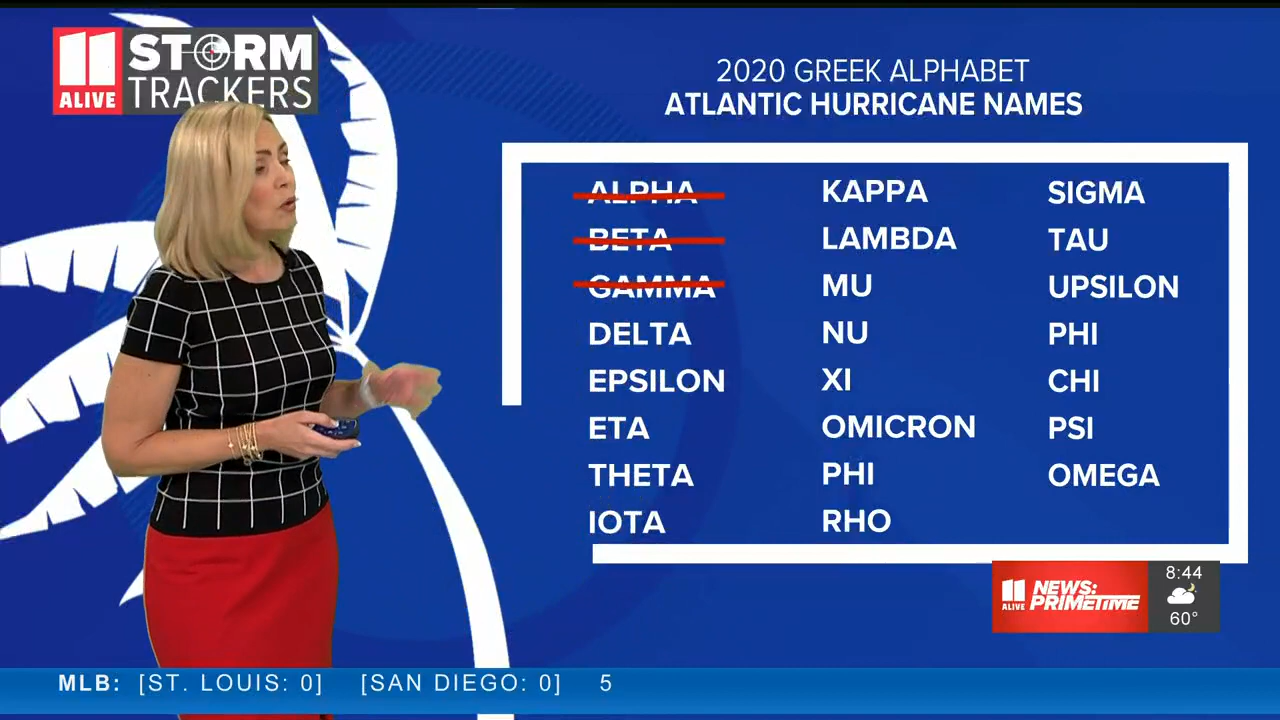 11 ALIVE STORM TRACKERS
2020 GREEK ALPHABET
ATLANTIC HURRICANE NAMES
ALPHA
BETA
GAMMA
DELTA
EPSILON
ETA
THETA
IOTA
KAPPA
LAMBDA
MU
NU
XI
OMICRON
PHI
RHO
SIGMA
TAU
UPSILON
PHI
CHI
PSI
OMEGA
11 ALIVE NEWS: PRIMETIME
8:44
60°
MLB: [ST. LOUIS: 0] [SAN DIEGO: 0] 5